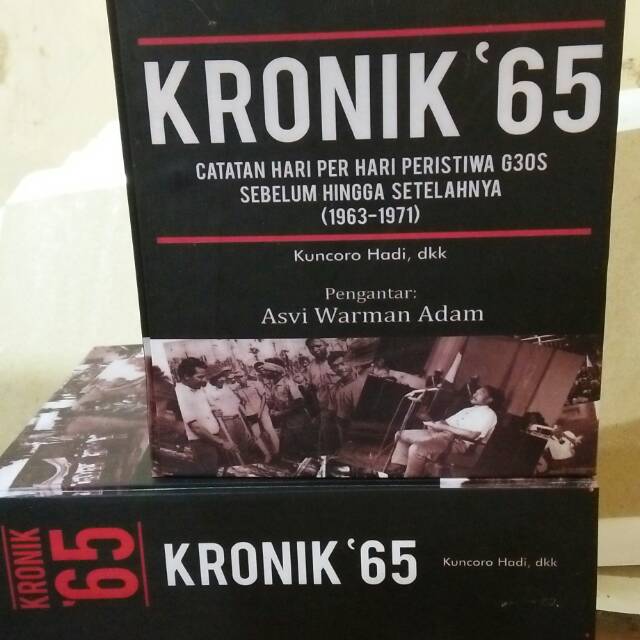 KRONIK ‘65
CATATAN HARI PER HARI PERISTIWA G30S
SEBELUM HINGGA SETELAHNYA
(1963-1971)
Kuncoro Hadi, dkk
Pengantar:
Asvi Warman Adam
KRONIK
‘65
KRONIK ‘65
Kuncoro Hadi, dkk